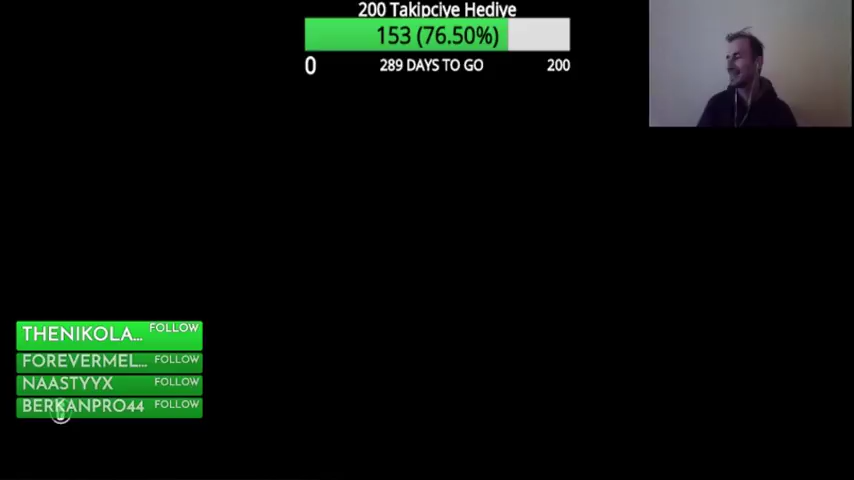 200 Takipciye Hediye
153 (76.50%)
0 289 DAYS TO GO 200
THENIKOLA... FOLLOW
FOREVERMEL... FOLLOW
NAASTYYX FOLLOW
BERKANPRO44 FOLLOW